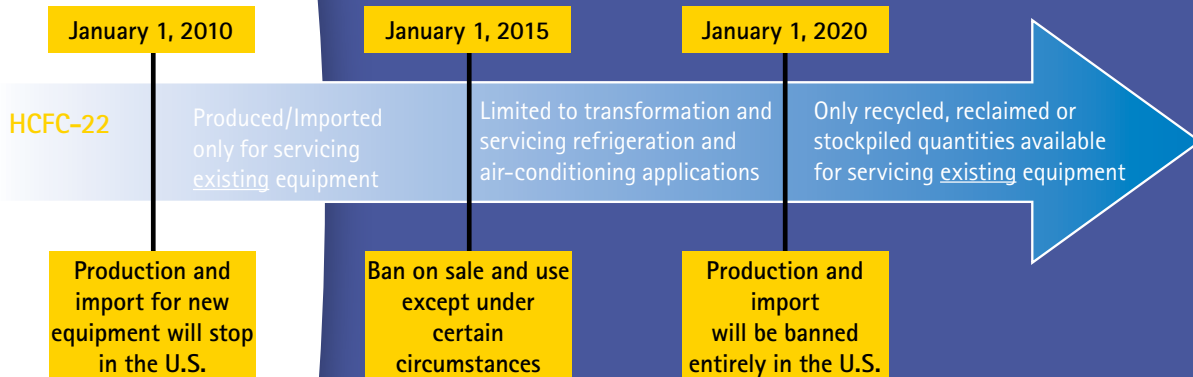 January 1, 2010
January 1, 2015
January 1, 2020
HCFC-22
Produced/Imported
only for servicing
existing equipment
Limited to transformation and
servicing refrigeration and
air-conditioning applications
Only recycled, reclaimed or
stockpiled quantities available
for servicing existing equipment
Production and
import for new
equipment will stop
in the U.S.
Ban on sale and use
except under
certain
circumstances
Production and
import
will be banned
entirely in the U.S.